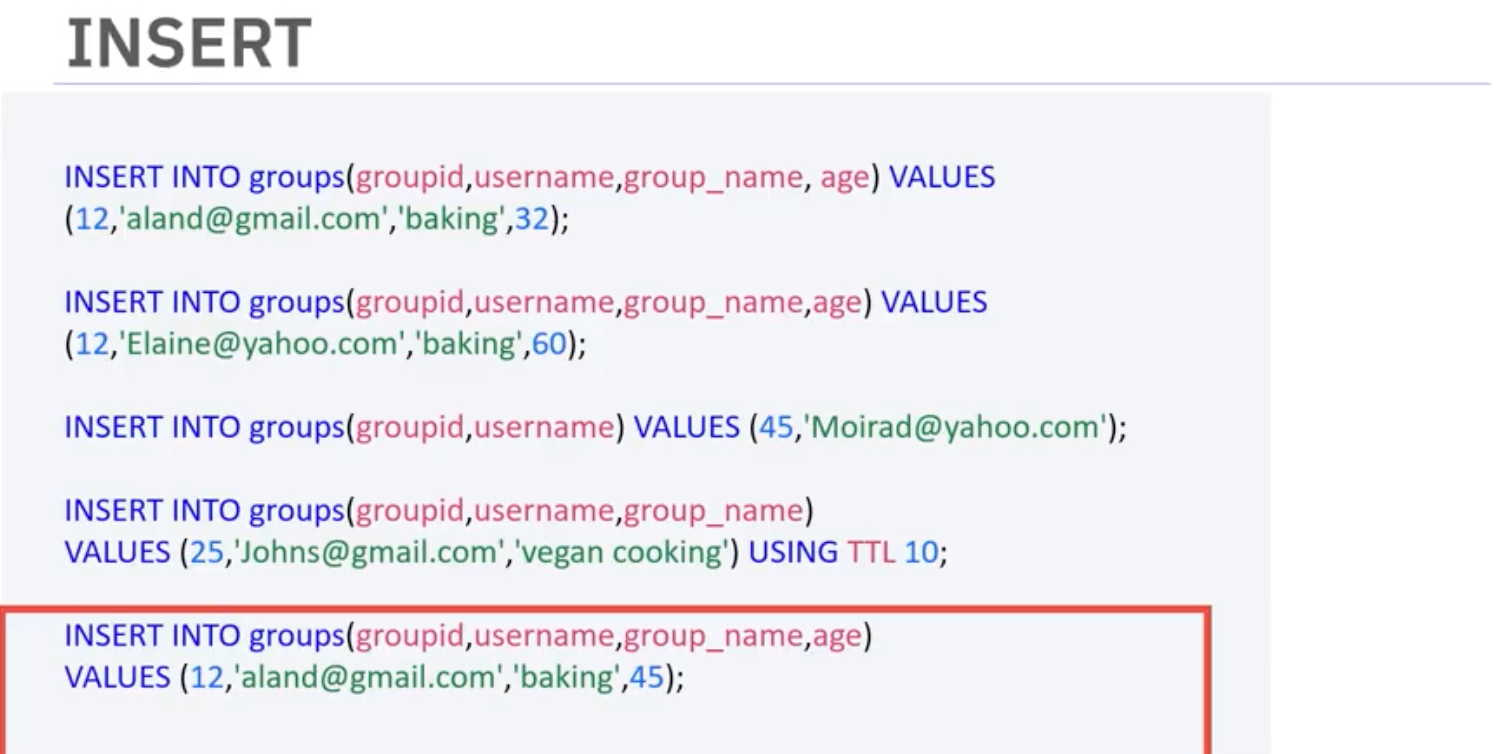 INSERT
INSERT INTO groups(groupid,username,group_name, age) VALUES
(12,'aland@gmail.com','baking',32);
INSERT INTO groups(groupid,username,group_name,age) VALUES
(12,'Elaine@yahoo.com','baking',60);
INSERT INTO groups(groupid,username) VALUES (45,'Moirad@yahoo.com');
INSERT INTO groups(groupid,username,group_name)
VALUES (25,'Johns@gmail.com','vegan cooking') USING TTL 10;
INSERT INTO groups(groupid,username,group_name,age)
VALUES (12,'aland@gmail.com','baking',45);